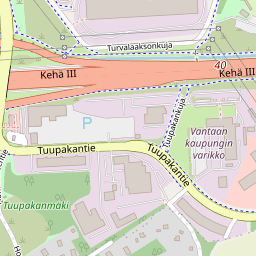 Turvalaaksonkuja
40
Kehä III
Kehä III
Tuupakankuja
P
Vantaan
kaupungin
varikko
Tuupakantie
Tuupakantie
Tuupakanmäki